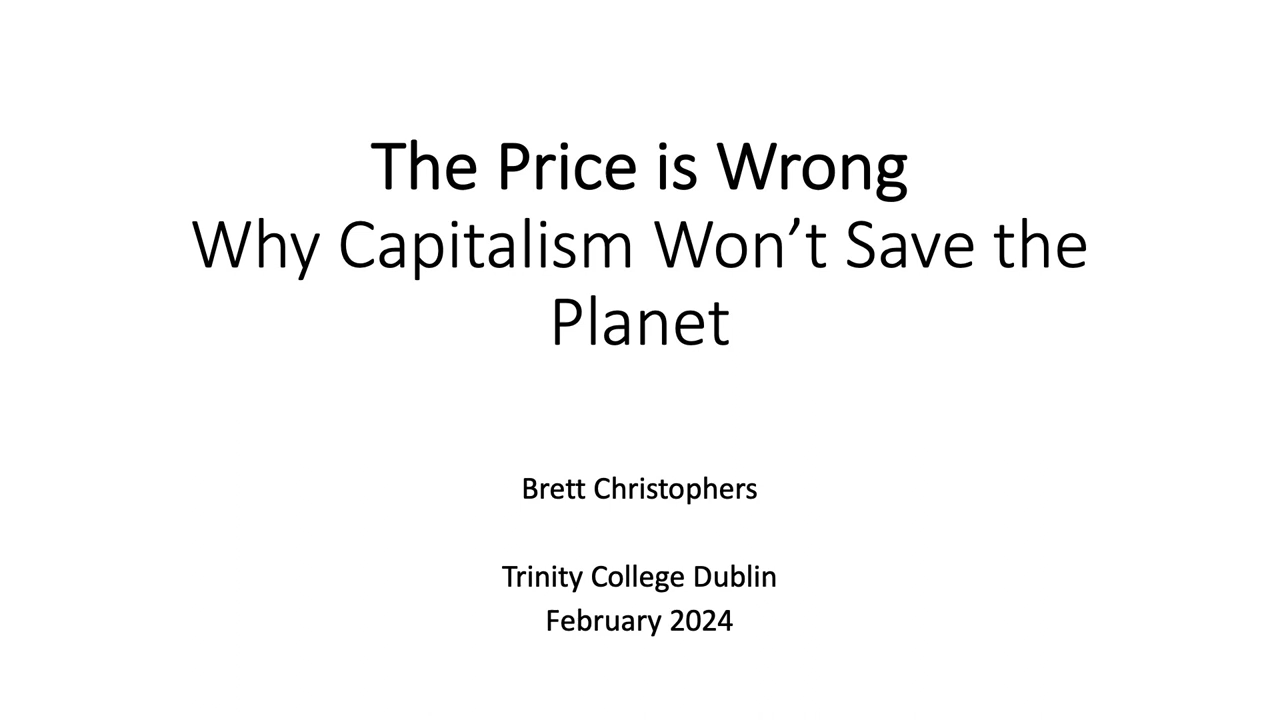 The Price is Wrong
Why Capitalism Won’t Save the
Planet
Brett Christophers
Trinity College Dublin
February 2024